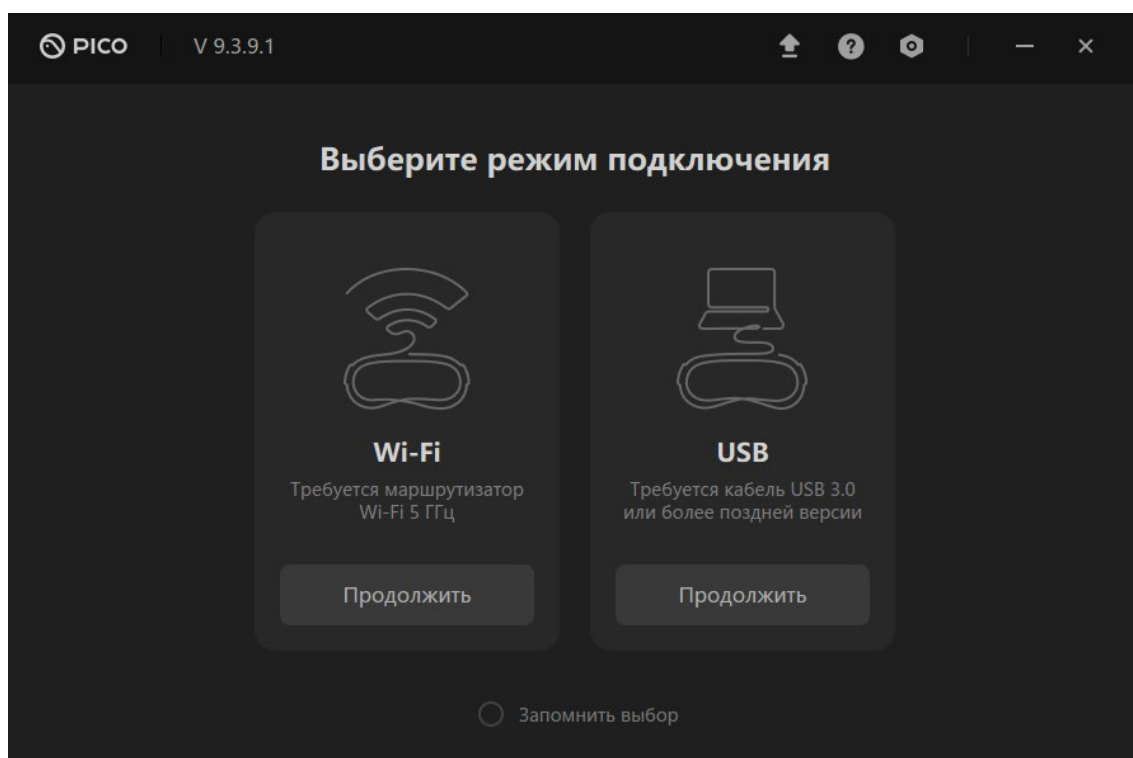 PICO V 9.3.9.1
Выберите режим подключения
Wi-Fi
Требуется маршрутизатор
Wi-Fi 5 ГГц
Продолжить
USB
Требуется кабель USB 3.0
или более поздней версии
Продолжить
Запомнить выбор